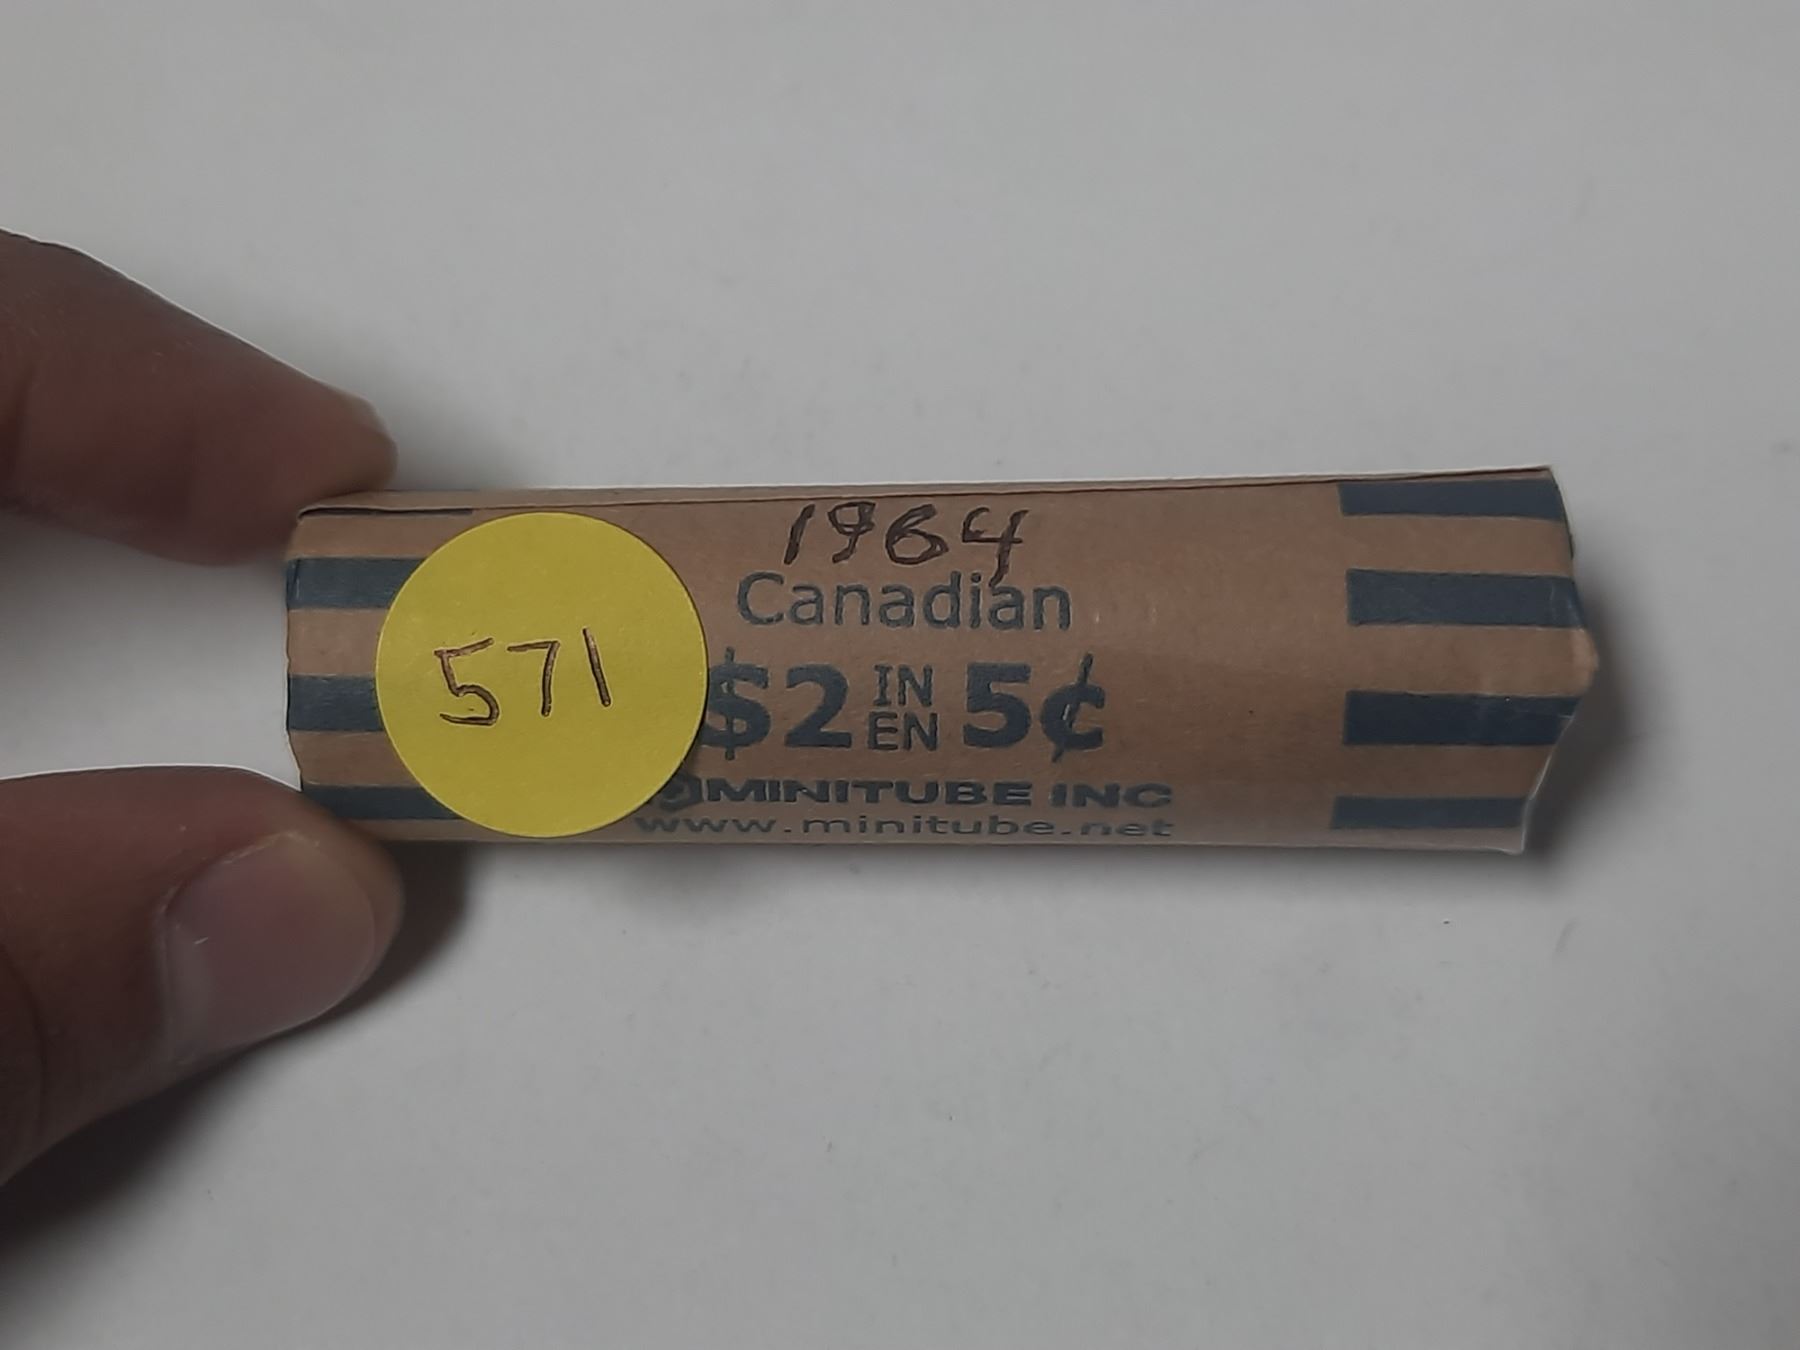 1964
Canadian
571
$2 IN EN 5¢
MINITUBE INC
www.minitube.net